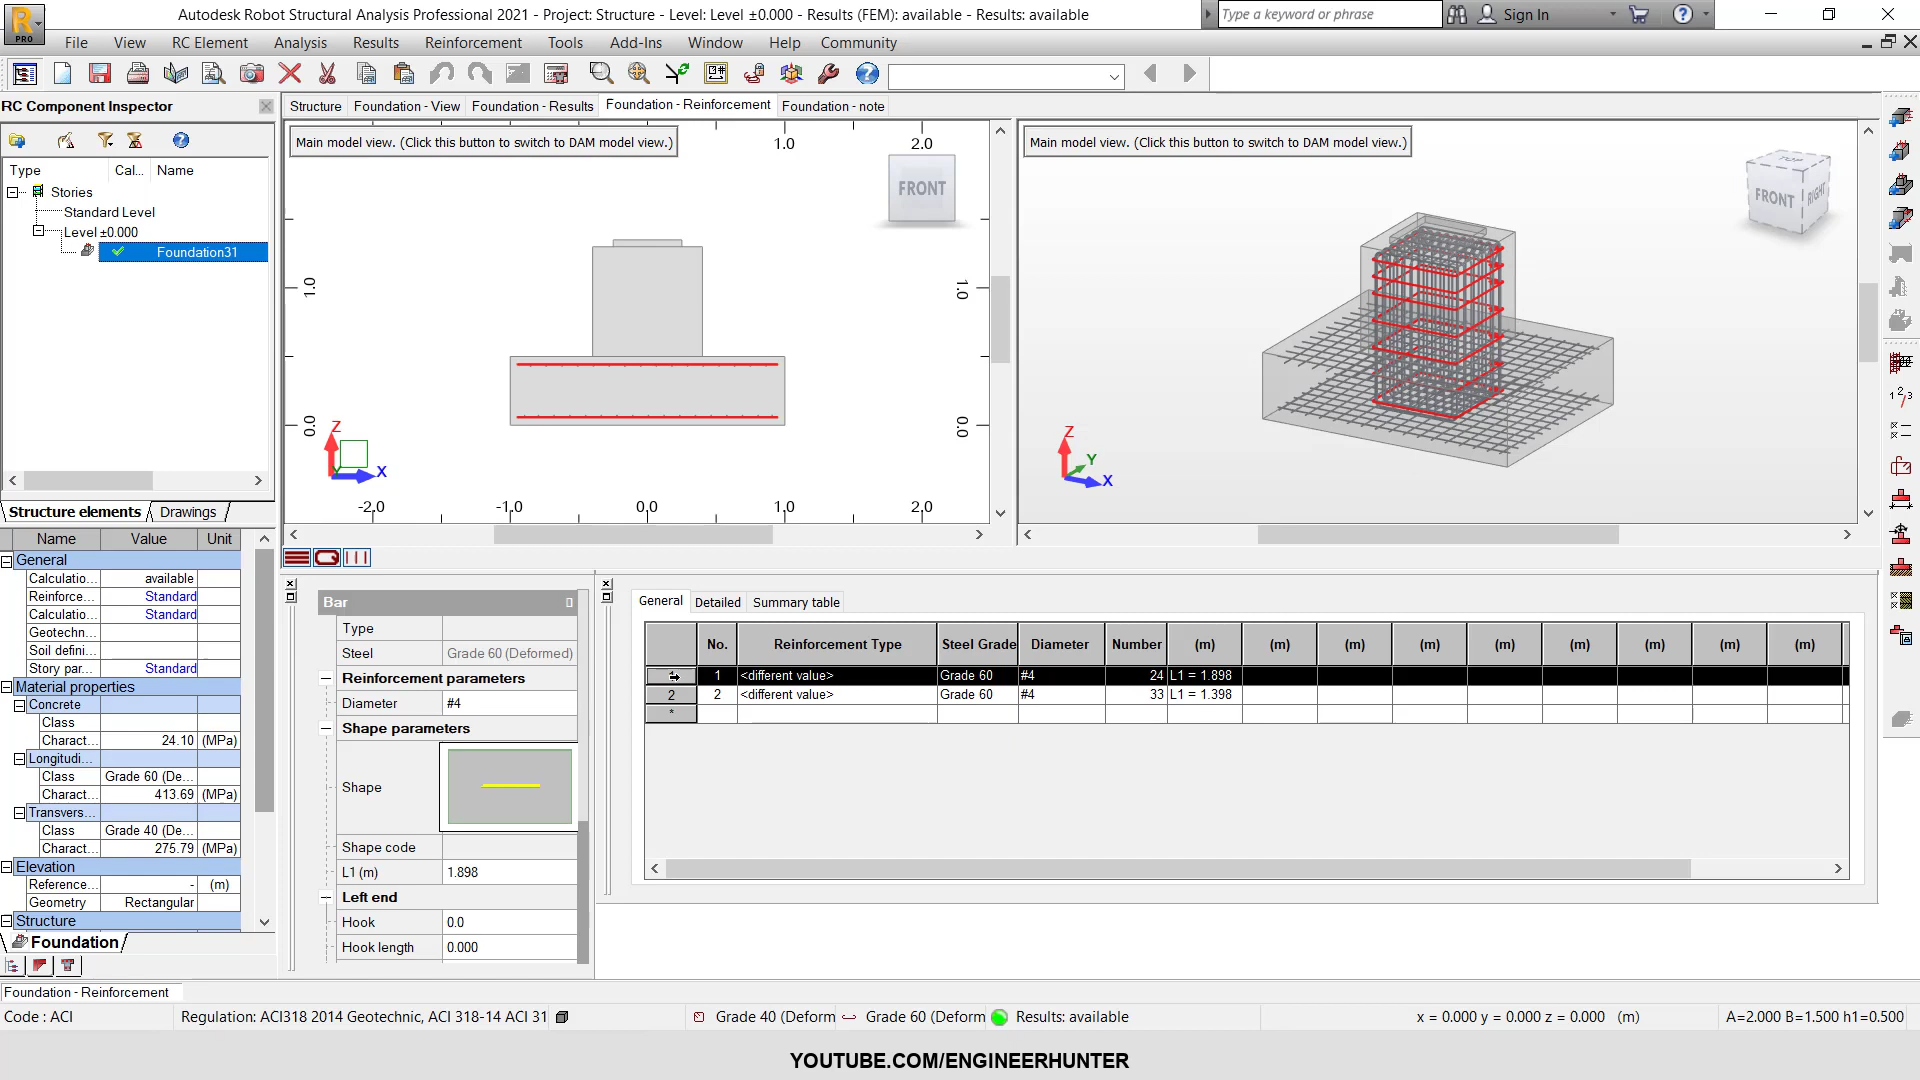 Autodesk Robot Structural Analysis Professional 2021 - Project: Structure - Level: Level ±0.000 - Results (FEM): available - Results: available
Type a keyword or phrase
Sign In
PRO
File View RC Element Analysis Results Reinforcement Tools Add-Ins Window Help Community
RC Component Inspector
Structure Foundation - View Foundation - Results Foundation - Reinforcement Foundation - note
Type Cal... Name
Stories
Standard Level
Level ±0.000
Foundation31
Structure elements Drawings
Main model view. (Click this button to switch to DAM model view.)
1.0 2.0
FRONT
1.0 1.0
0.0 0.0
Z
X
-2.0 -1.0 0.0 1.0 2.0
Main model view. (Click this button to switch to DAM model view.)
TOP
FRONT RIGHT
Z
Y
X
Name Value Unit
General
Calculatio... available
Reinforce... Standard
Calculatio... Standard
Geotechn...
Soil defini...
Story par... Standard
Material properties
Concrete
Class
Charact... 24.10 (MPa)
Longitudi...
Class Grade 60 (De...
Charact... 413.69 (MPa)
Transvers...
Class Grade 40 (De...
Charact... 275.79 (MPa)
Elevation
Reference... - (m)
Geometry Rectangular
Structure
Foundation
Bar
Type
Steel Grade 60 (Deformed)
Reinforcement parameters
Diameter #4
Shape parameters
Shape
Shape code
L1 (m) 1.898
Left end
Hook 0.0
Hook length 0.000
General Detailed Summary table
No. Reinforcement Type Steel Grade Diameter Number (m) (m) (m) (m) (m) (m) (m) (m) (m)
1 <different value> Grade 60 #4 24 L1 = 1.898
2 2 <different value> Grade 60 #4 33 L1 = 1.398
*
Foundation - Reinforcement
Code : ACI Regulation: ACI318 2014 Geotechnic, ACI 318-14 ACI 31 Grade 40 (Deform Grade 60 (Deform Results: available x = 0.000 y = 0.000 z = 0.000 (m) A=2.000 B=1.500 h1=0.500
YOUTUBE.COM/ENGINEERHUNTER